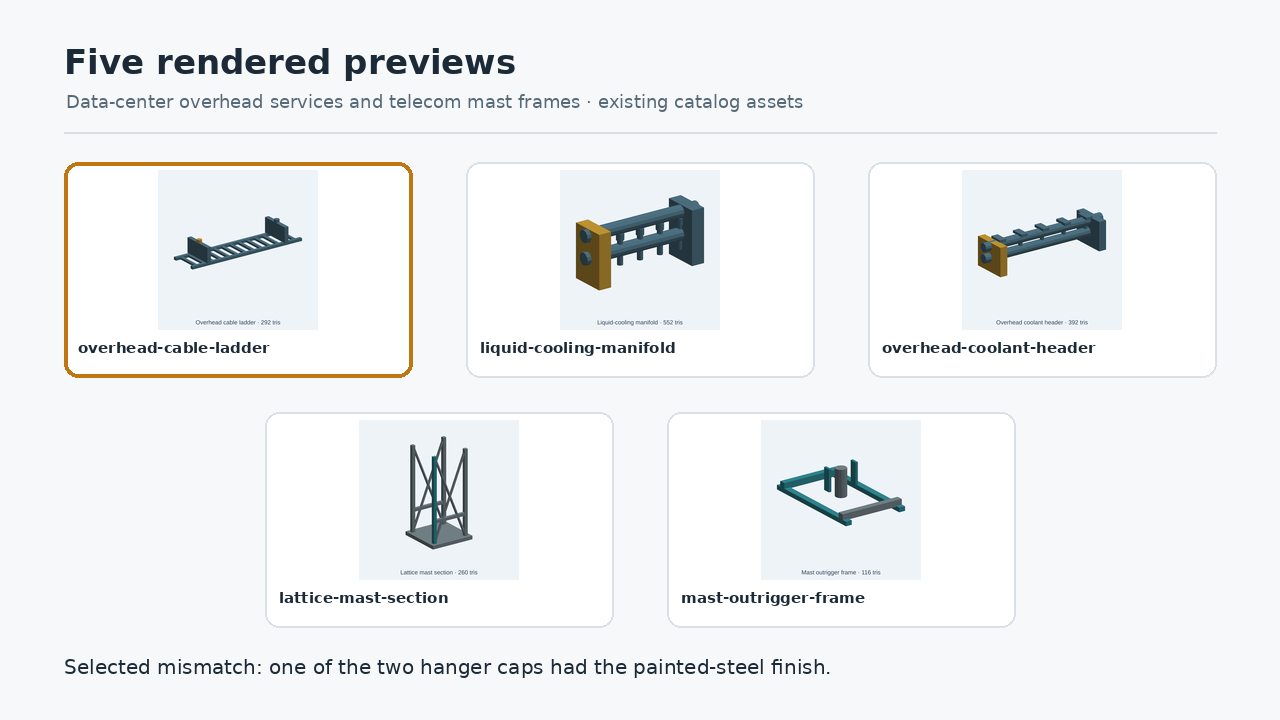 Five rendered previews
Data-center overhead services and telecom mast frames · existing catalog assets
Overhead cable ladder · 292 tris
overhead-cable-ladder
Liquid-cooling manifold · 552 tris
liquid-cooling-manifold
Overhead coolant header · 392 tris
overhead-coolant-header
Lattice mast section · 260 tris
lattice-mast-section
Mast outrigger frame · 116 tris
mast-outrigger-frame
Selected mismatch: one of the two hanger caps had the painted-steel finish.